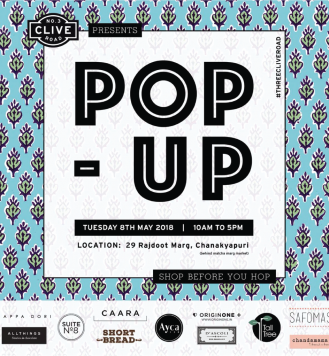 NO.3
CLIVE
ROAD
PRESENTS
#THREECLIVEROAD
POP
- UP
TUESDAY 8TH MAY 2018 | 10AM TO 5PM
LOCATION: 29 Rajdoot Marg, Chanakyapuri
(behind malcha marg market)
SHOP BEFORE YOU HOP
APPA DORI
ALLTHINGS
SUITE
Nº8
CAARA
SHORT
BREAD
ORIGINONE
Ayca
D'ASCOLI
Tall
Tree
SAFOMAS
chandamama